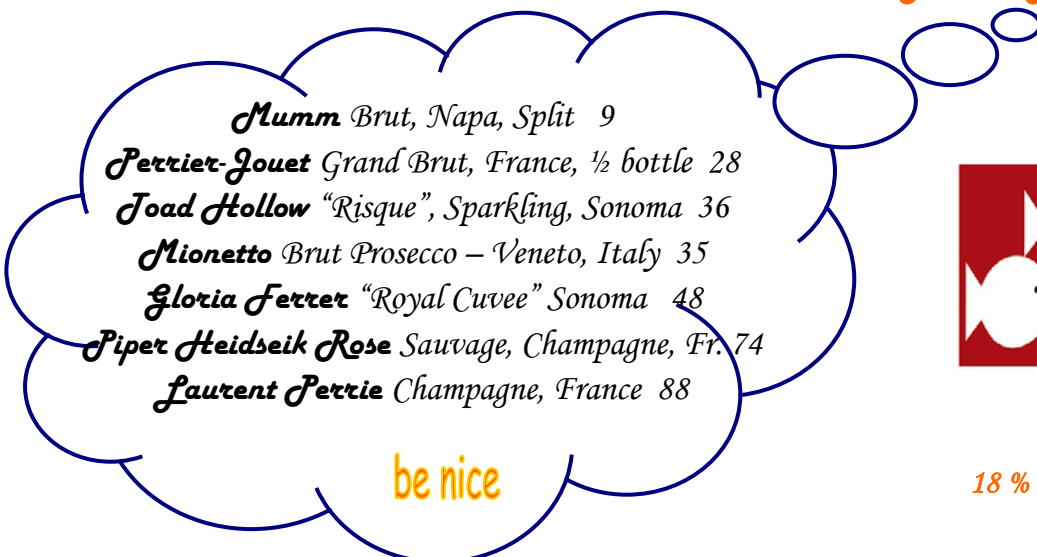 Mumm Brut, Napa, Split 9
Perrier-Jouet Grand Brut, France, ½ bottle 28
Toad Hollow “Risque”, Sparkling, Sonoma 36
Mionetto Brut Prosecco – Veneto, Italy 35
Gloria Ferrer “Royal Cuvee” Sonoma 48
Piper Heidseik Rose Sauvage, Champagne, Fr. 74
Laurent Perrie Champagne, France 88
be nice
18 %